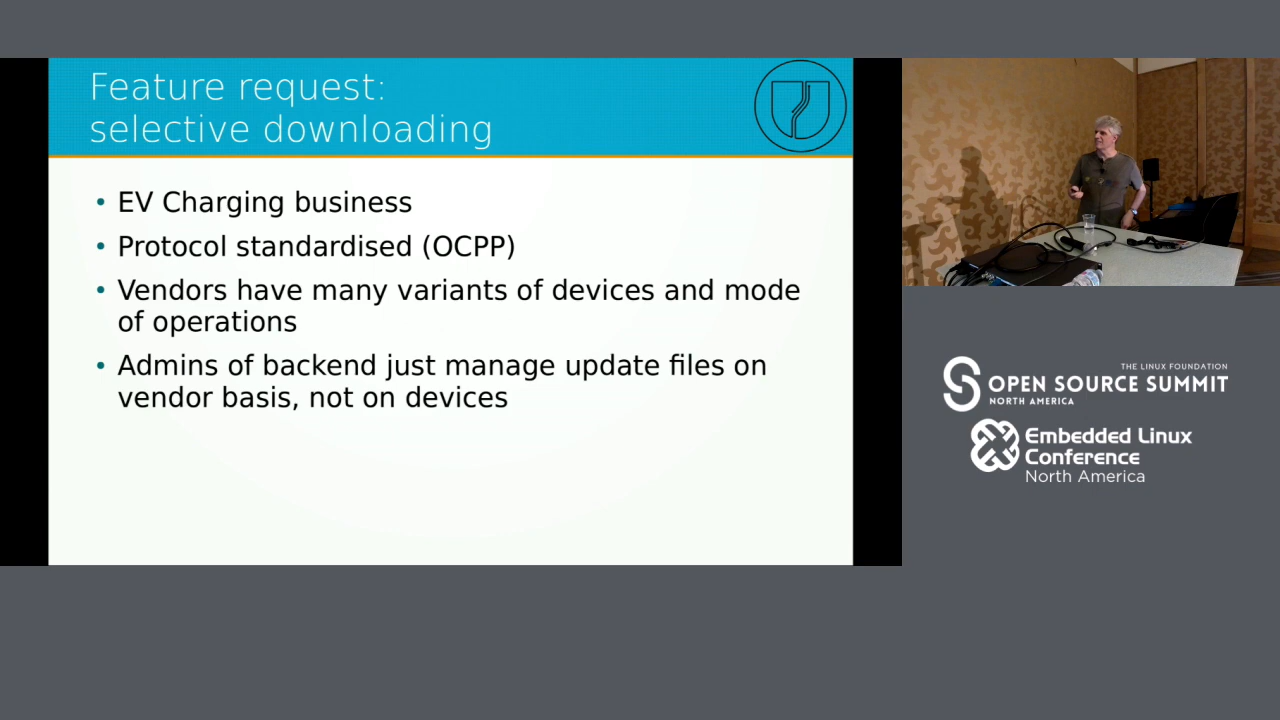 Feature request:
selective downloading
• EV Charging business
• Protocol standardised (OCPP)
• Vendors have many variants of devices and mode
of operations
• Admins of backend just manage update files on
vendor basis, not on devices
THE LINUX FOUNDATION
OPEN SOURCE SUMMIT
NORTH AMERICA
Embedded Linux
Conference
North America